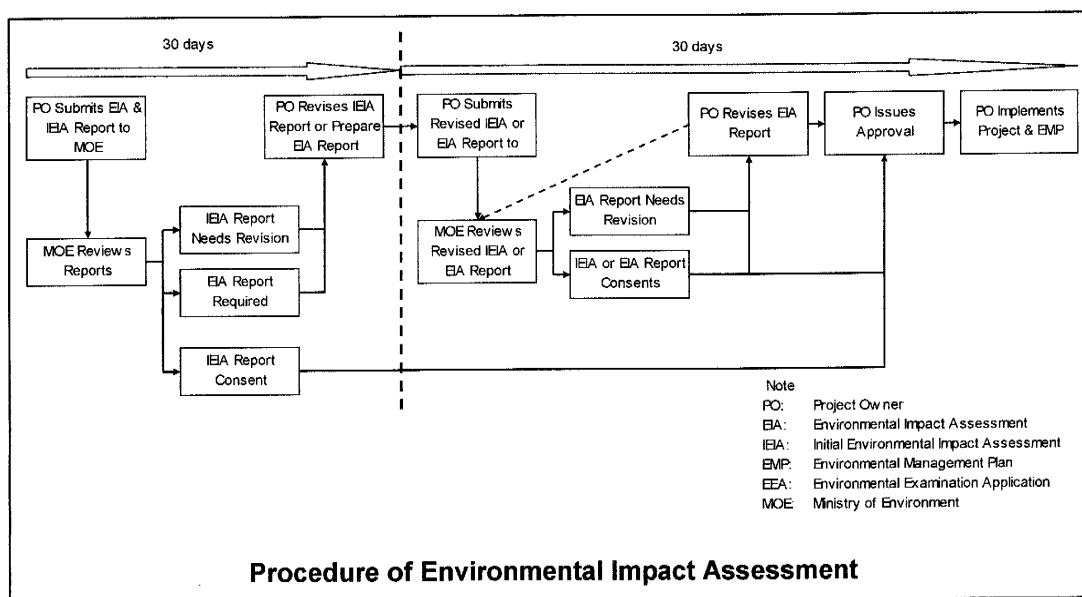 30 days
30 days
PO Submits EIA &
IEIA Report to
MOE
PO Revises IEIA
Report or Prepare
EIA Report
PO Submits
Revised IEIA or
EIA Report to
PO Revises EIA
Report
PO Issues
Approval
PO Implements
Project & EMP
MOE Reviews
Reports
IEIA Report
Needs Revision
EIA Report
Required
IEIA Report
Consent
MOE Reviews
Revised IEIA or
EIA Report
EIA Report Needs
Revision
IEIA or EIA Report
Consents
Note
PO: Project Owner
EIA: Environmental Impact Assessment
IEIA: Initial Environmental Impact Assessment
EMP: Environmental Management Plan
EEA: Environmental Examination Application
MOE: Ministry of Environment
Procedure of Environmental Impact Assessment